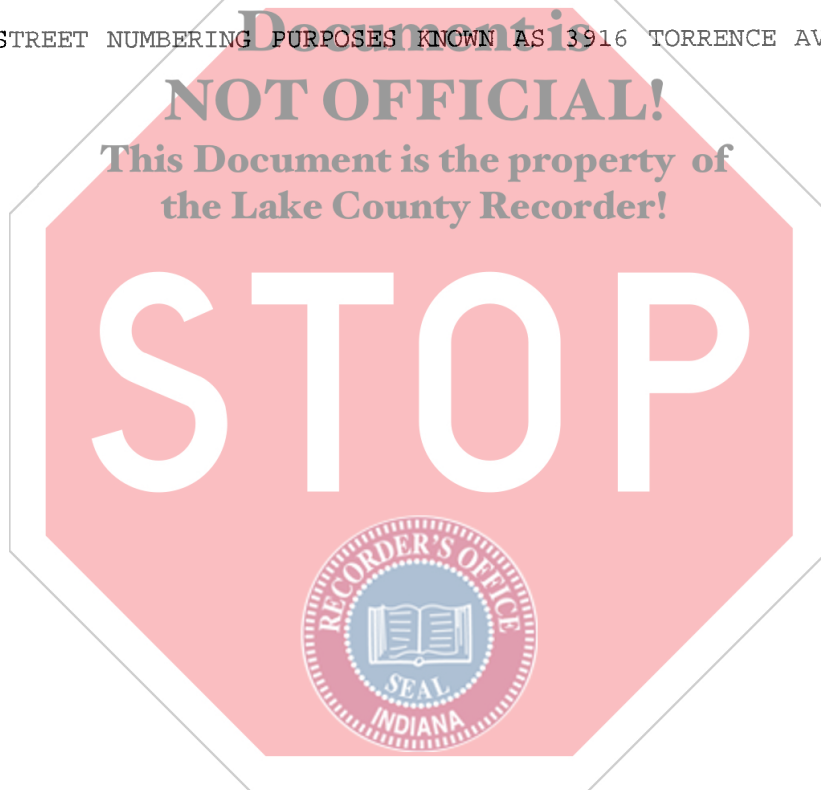 Document is
STREET NUMBERING PURPOSES KNOWN AS 3916 TORRENCE AV
NOT OFFICIAL!
This Document is the property of
the Lake County Recorder!
STOP
RECORDER'S OFFICE
SEAL
INDIANA